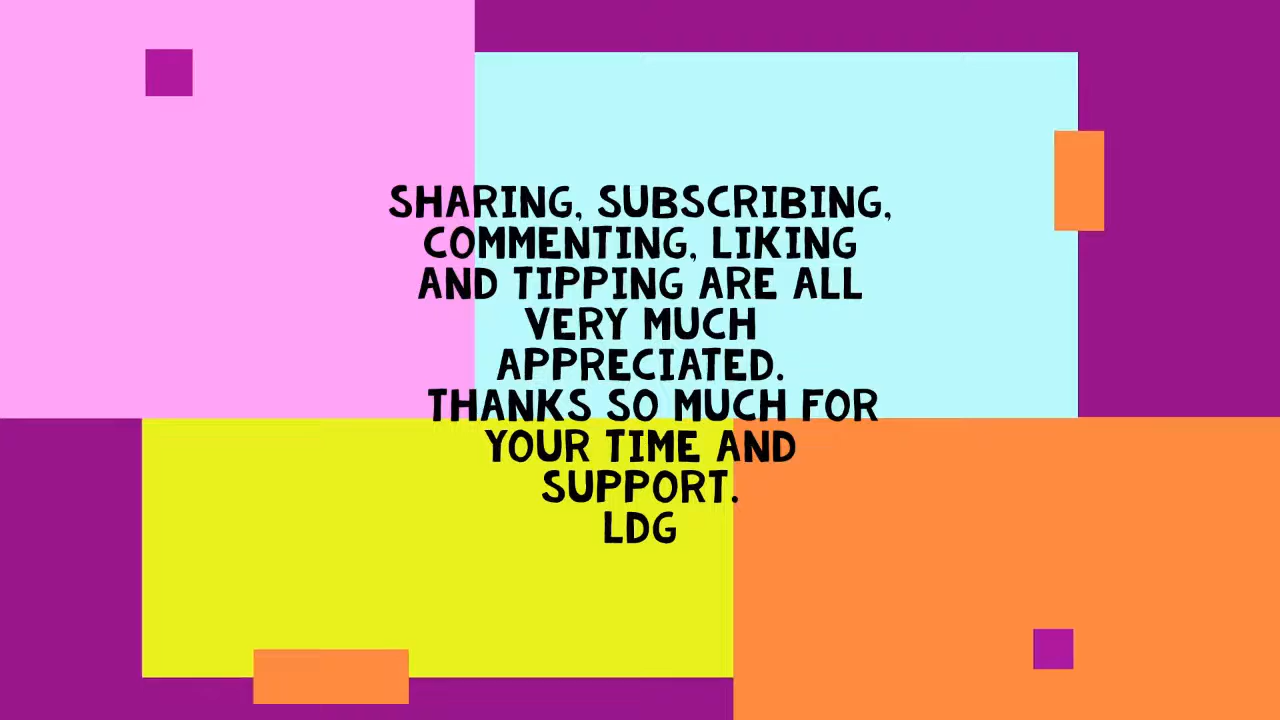 SHARING, SUBSCRIBING,
COMMENTING, LIKING
AND TIPPING ARE ALL
VERY MUCH
APPRECIATED.
THANKS SO MUCH FOR
YOUR TIME AND
SUPPORT.
LDG